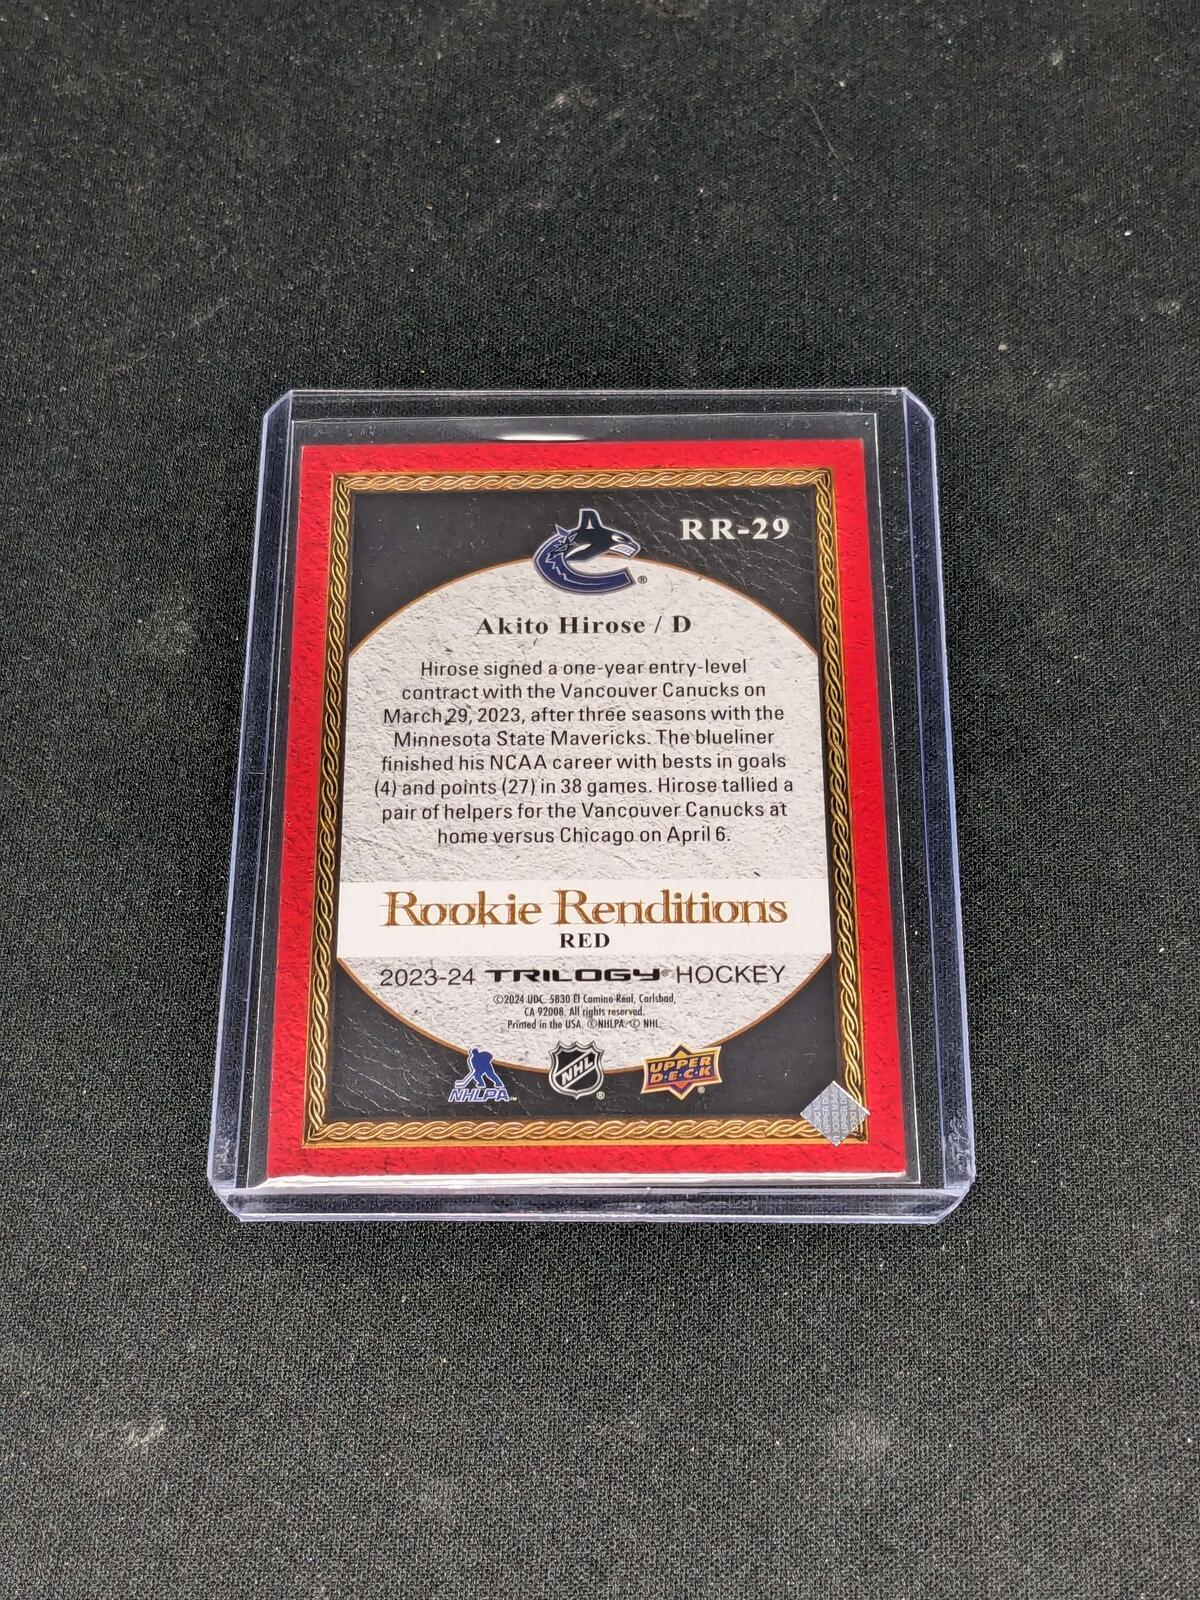 RR-29
Akito Hirose / D
Hirose signed a one-year entry-level
contract with the Vancouver Canucks on
March 29, 2023, after three seasons with the
Minnesota State Mavericks. The blueliner
finished his NCAA career with bests in goals
(4) and points (27) in 38 games. Hirose tallied a
pair of helpers for the Vancouver Canucks at
home versus Chicago on April 6.
Rookie Renditions
RED
2023-24 TRILOGY® HOCKEY
©2024 UDC. 5830 El Camino Real, Carlsbad,
CA 92008. All rights reserved.
Printed in the USA. ©NHLPA. © NHL.
NHLPA™
NHL®
UPPER
D·E·C·K®